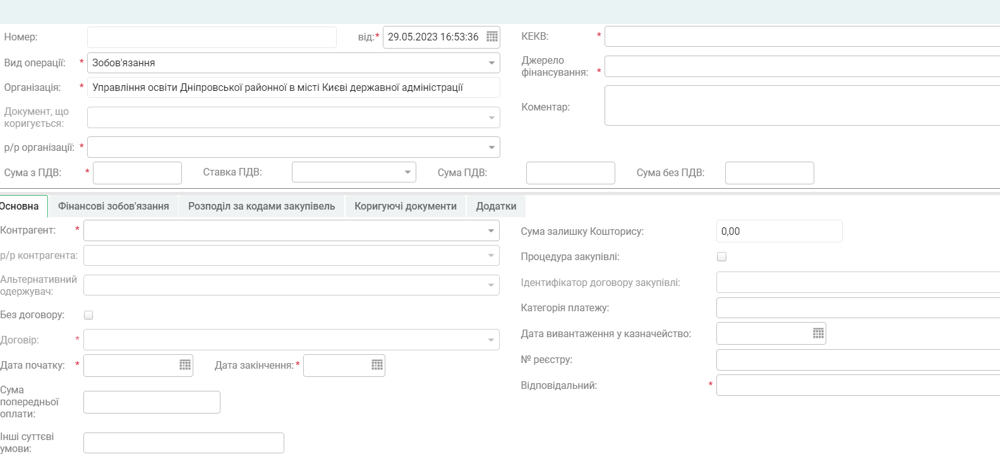 Номер: від:* 29.05.2023 16:53:36
КЕКВ: *
Вид операції: * Зобов'язання
Джерело
фінансування: *
Організація: * Управління освіти Дніпровської районної в місті Києві державної адміністрації
Коментар:
Документ, що
коригується:
р/р організації: *
Сума з ПДВ: * Ставка ПДВ: Сума ПДВ: Сума без ПДВ:
Основна Фінансові зобов'язання Розподіл за кодами закупівель Коригуючі документи Додатки
Контрагент: *
р/р контрагента:
Альтернативний
одержувач:
Без договору:
Договір: *
Дата початку: * Дата закінчення: *
Сума
попередньої
оплати:
Інші суттєві
умови:
Сума залишку Кошторису: 0,00
Процедура закупівлі:
Ідентифікатор договору закупівлі:
Категорія платежу:
Дата вивантаження у казначейство:
№ реєстру:
Відповідальний: *